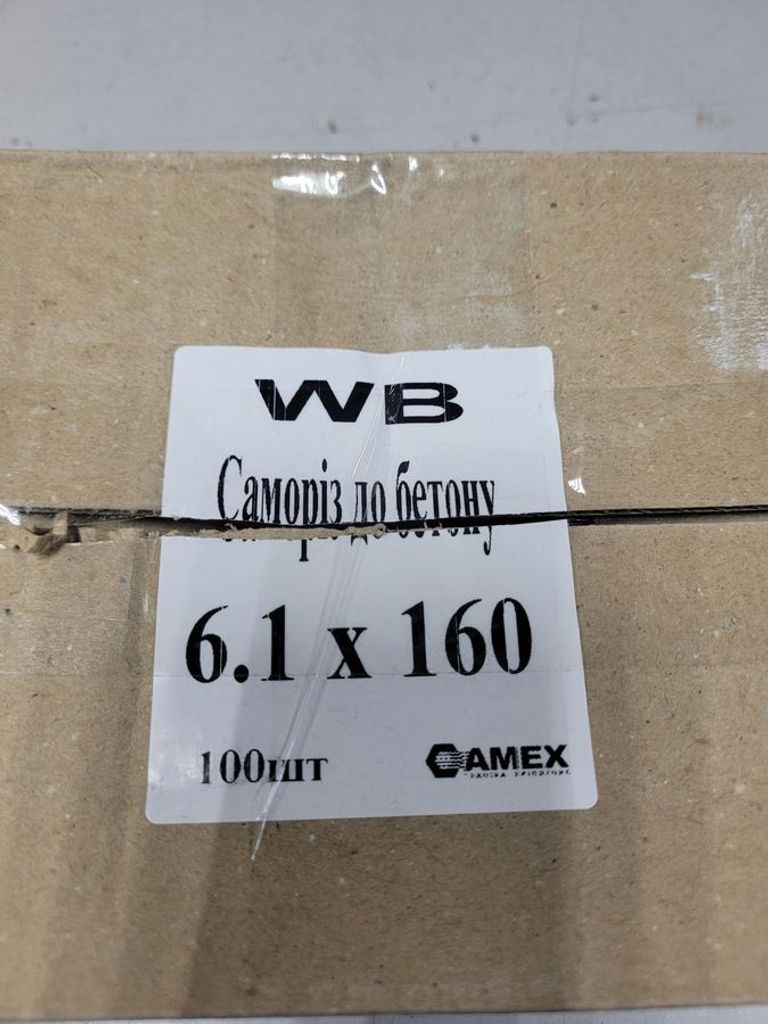 WB
Саморіз до бетону
6.1 x 160
100шт
AMEX